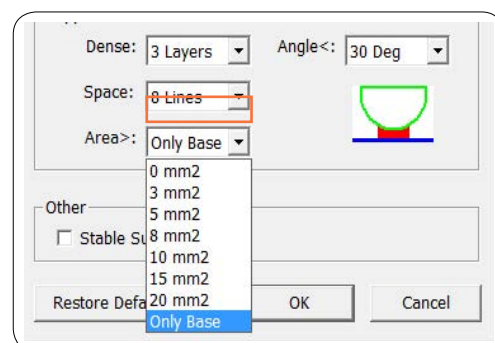 Dense: 3 Layers Angle<: 30 Deg
Space: 8 Lines
Area>: Only Base
0 mm2
3 mm2
5 mm2
Other
Stable Su 8 mm2
10 mm2
15 mm2
Restore Defa 20 mm2 OK Cancel
Only Base